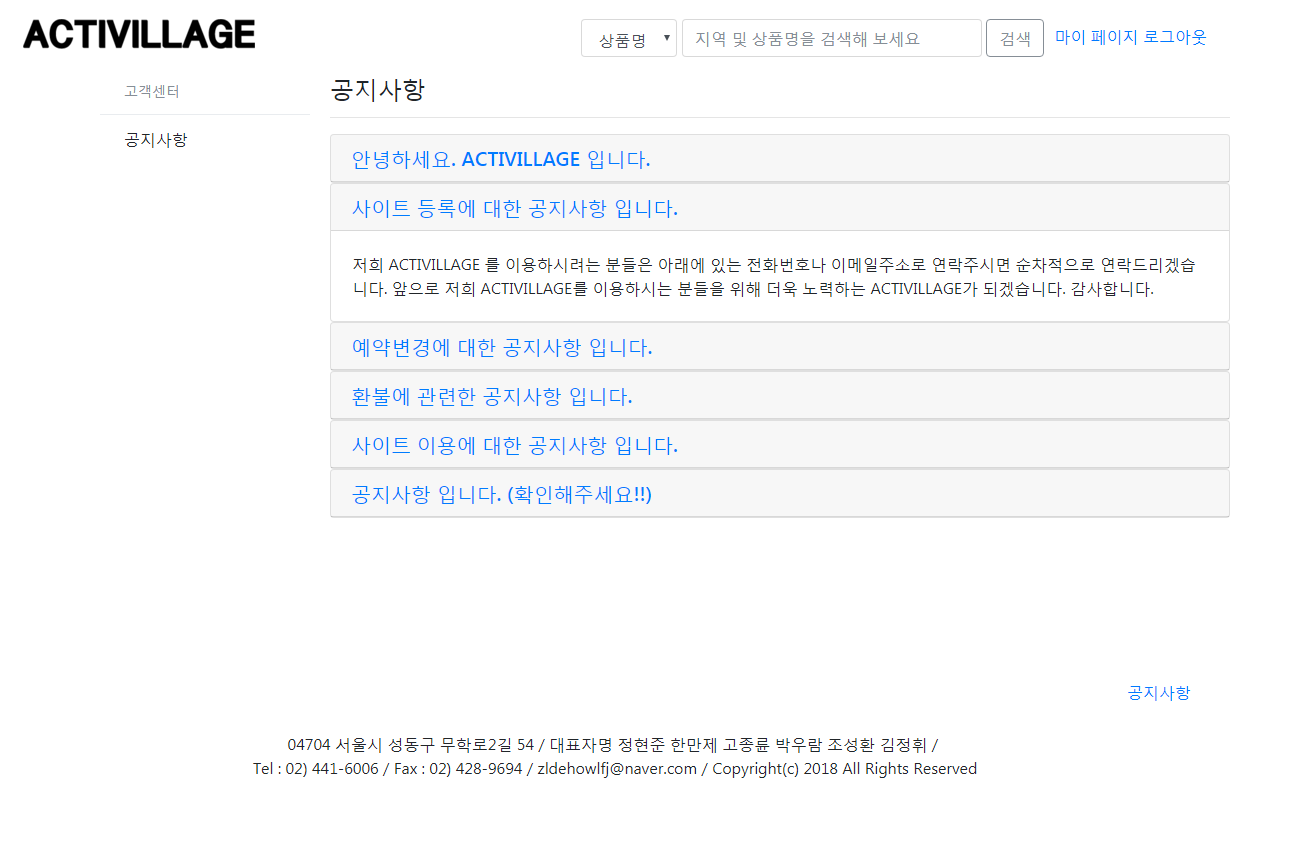 ACTIVILLAGE
상품명
지역 및 상품명을 검색해 보세요
검색
마이 페이지 로그아웃
고객센터
공지사항
공지사항
안녕하세요. ACTIVILLAGE 입니다.
사이트 등록에 대한 공지사항 입니다.
저희 ACTIVILLAGE 를 이용하시려는 분들은 아래에 있는 전화번호나 이메일주소로 연락주시면 순차적으로 연락드리겠습
니다. 앞으로 저희 ACTIVILLAGE를 이용하시는 분들을 위해 더욱 노력하는 ACTIVILLAGE가 되겠습니다. 감사합니다.
예약변경에 대한 공지사항 입니다.
환불에 관련한 공지사항 입니다.
사이트 이용에 대한 공지사항 입니다.
공지사항 입니다. (확인해주세요!!)
공지사항
04704 서울시 성동구 무학로2길 54 / 대표자명 정현준 한만제 고종륜 박우람 조성환 김정휘 /
Tel : 02) 441-6006 / Fax : 02) 428-9694 / zldehowlfj@naver.com / Copyright(c) 2018 All Rights Reserved